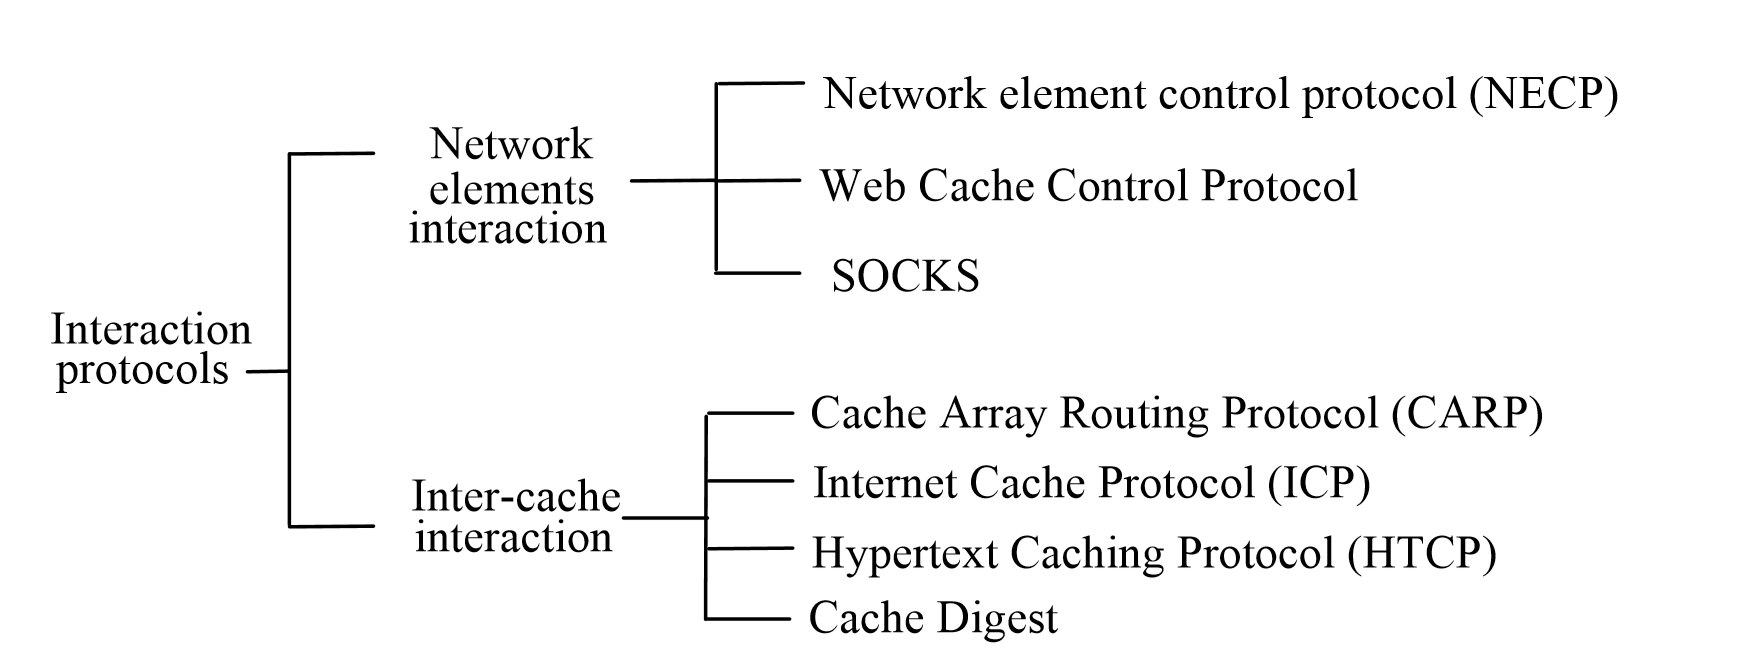 Interaction
protocols
Network
elements
interaction
Network element control protocol (NECP)
Web Cache Control Protocol
SOCKS
Inter-cache
interaction
Cache Array Routing Protocol (CARP)
Internet Cache Protocol (ICP)
Hypertext Caching Protocol (HTCP)
Cache Digest